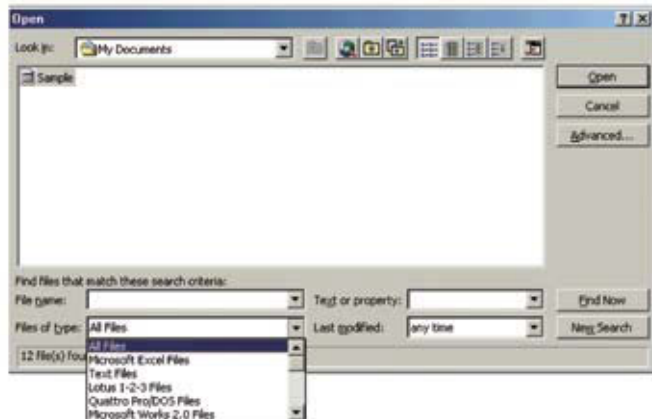 Open
Look in: My Documents
Sample
Open
Cancel
Advanced...
Find files that match these search criteria:
File name: Text or property: Find Now
Files of type: All Files Last modified: any time New Search
12 file(s) fou
All Files
Microsoft Excel Files
Text Files
Lotus 1-2-3 Files
Quattro Pro/DOS Files
Microsoft Works 2.0 Files